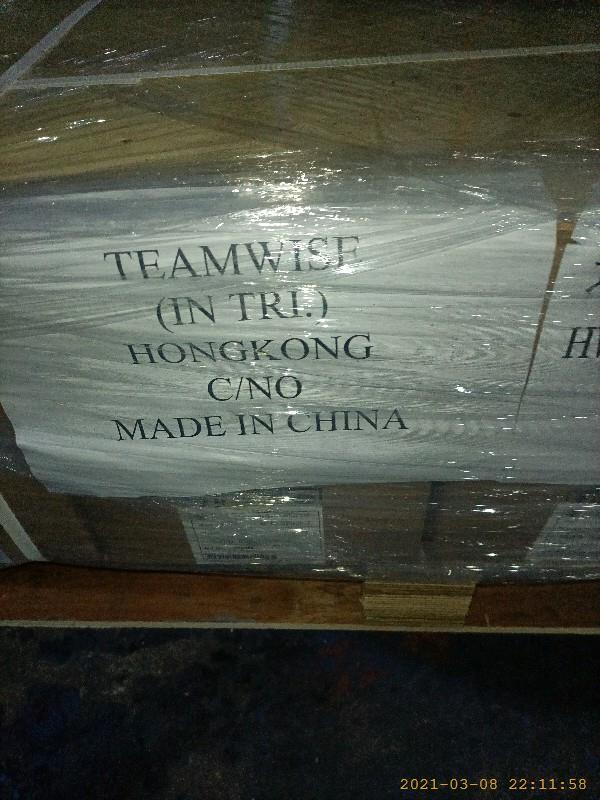 TEAMWISE
(IN TRI.)
HONGKONG
C/NO
MADE IN CHINA
2021-03-08 22:11:58